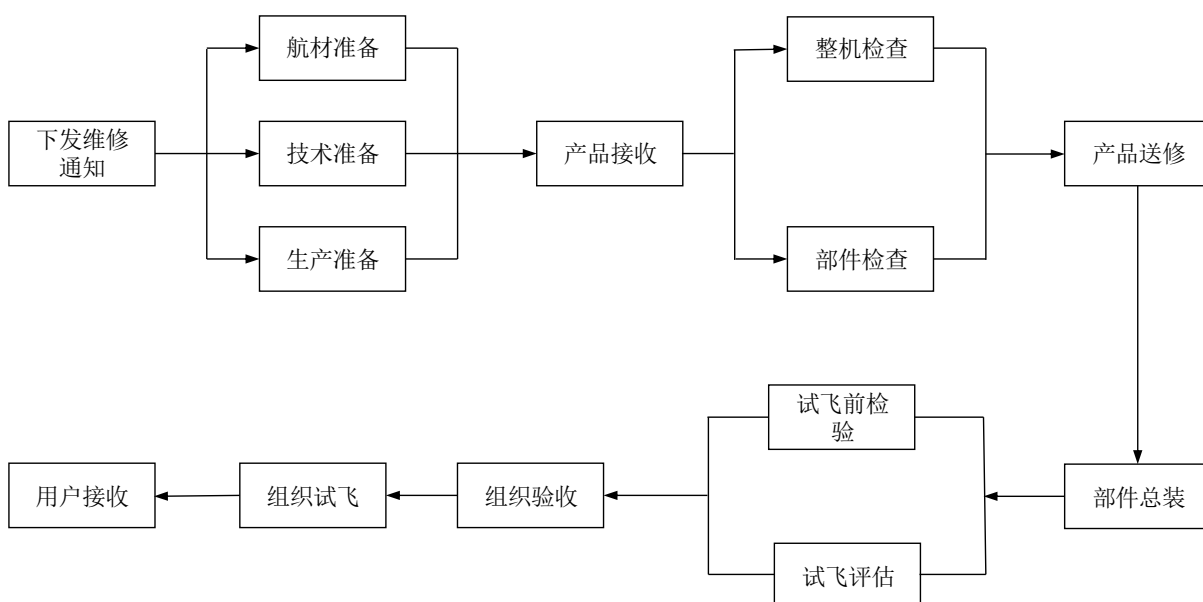 航材准备
整机检查
下发维修
通知
技术准备
产品接收
产品送修
生产准备
部件检查
试飞前检
验
用户接收
组织试飞
组织验收
部件总装
试飞评估